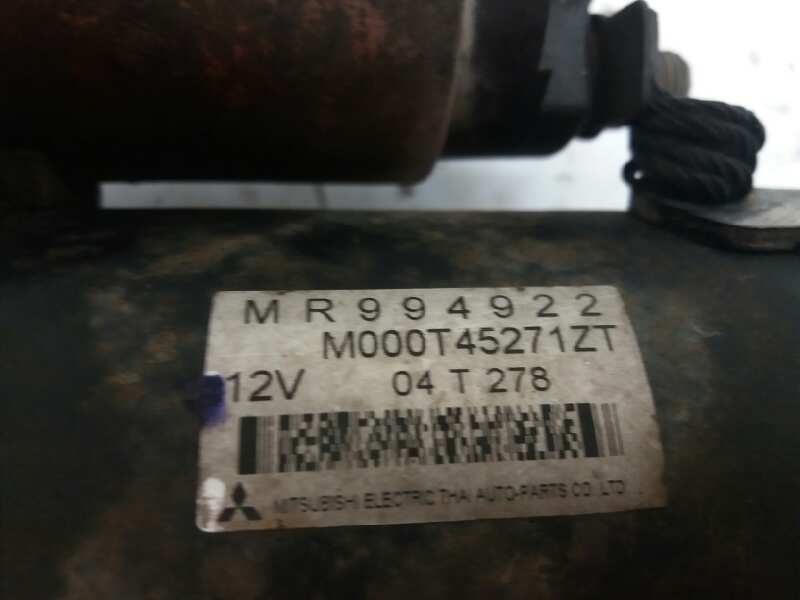 MR994922
M000T45271ZT
12V 04 T 278
MITSUBISHI ELECTRIC THAI AUTO-PARTS CO., LTD.